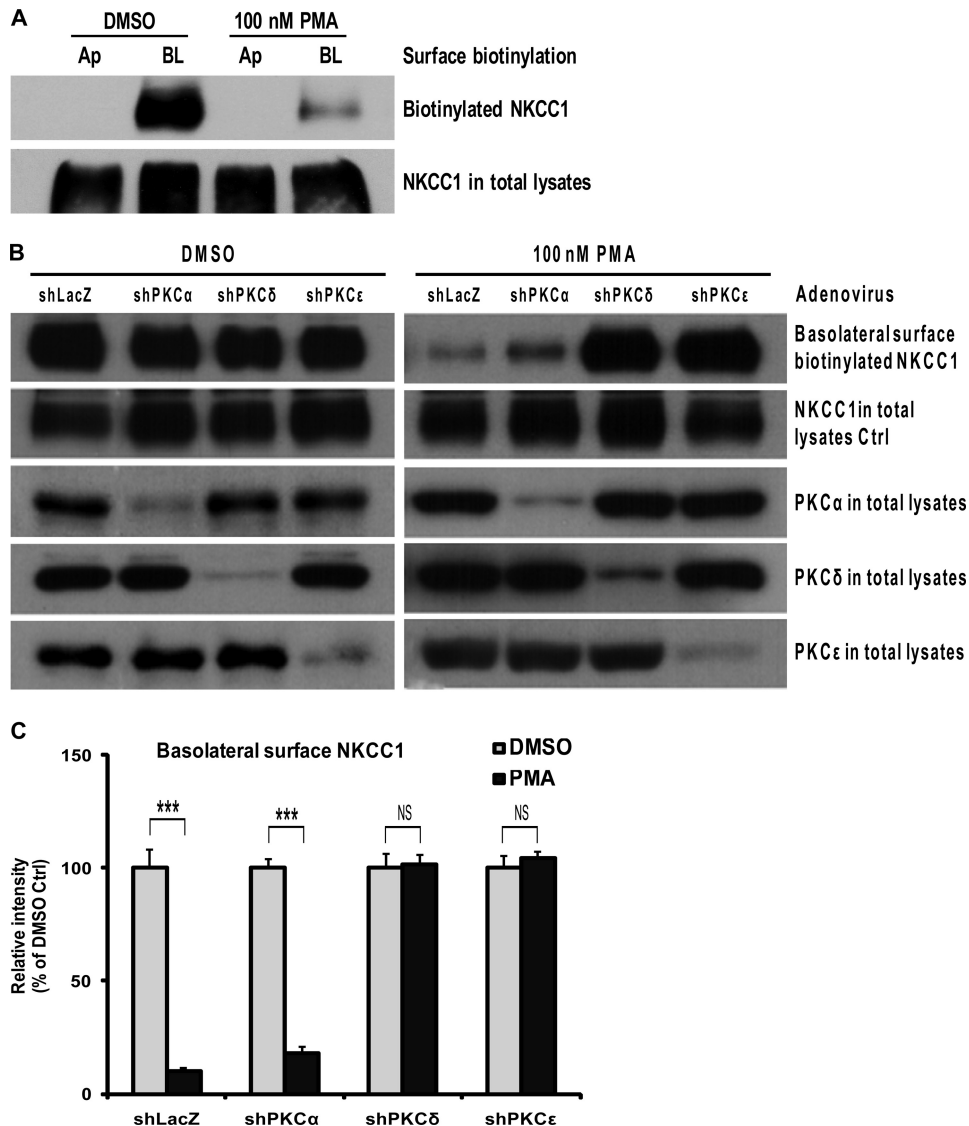 A
DMSO 100 nM PMA
Ap BL Ap BL Surface biotinylation
Biotinylated NKCC1
NKCC1 in total lysates
B
DMSO 100 nM PMA
shLacZ shPKCα shPKCδ shPKCε shLacZ shPKCα shPKCδ shPKCε Adenovirus
Basolateral surface
biotinylated NKCC1
NKCC1in total
lysates Ctrl
PKCα in total lysates
PKCδ in total lysates
PKCε in total lysates
C
Basolateral surface NKCC1
DMSO
PMA
Relative intensity
(% of DMSO Ctrl)
150
100
50
0
*** *** NS NS
shLacZ shPKCα shPKCδ shPKCε